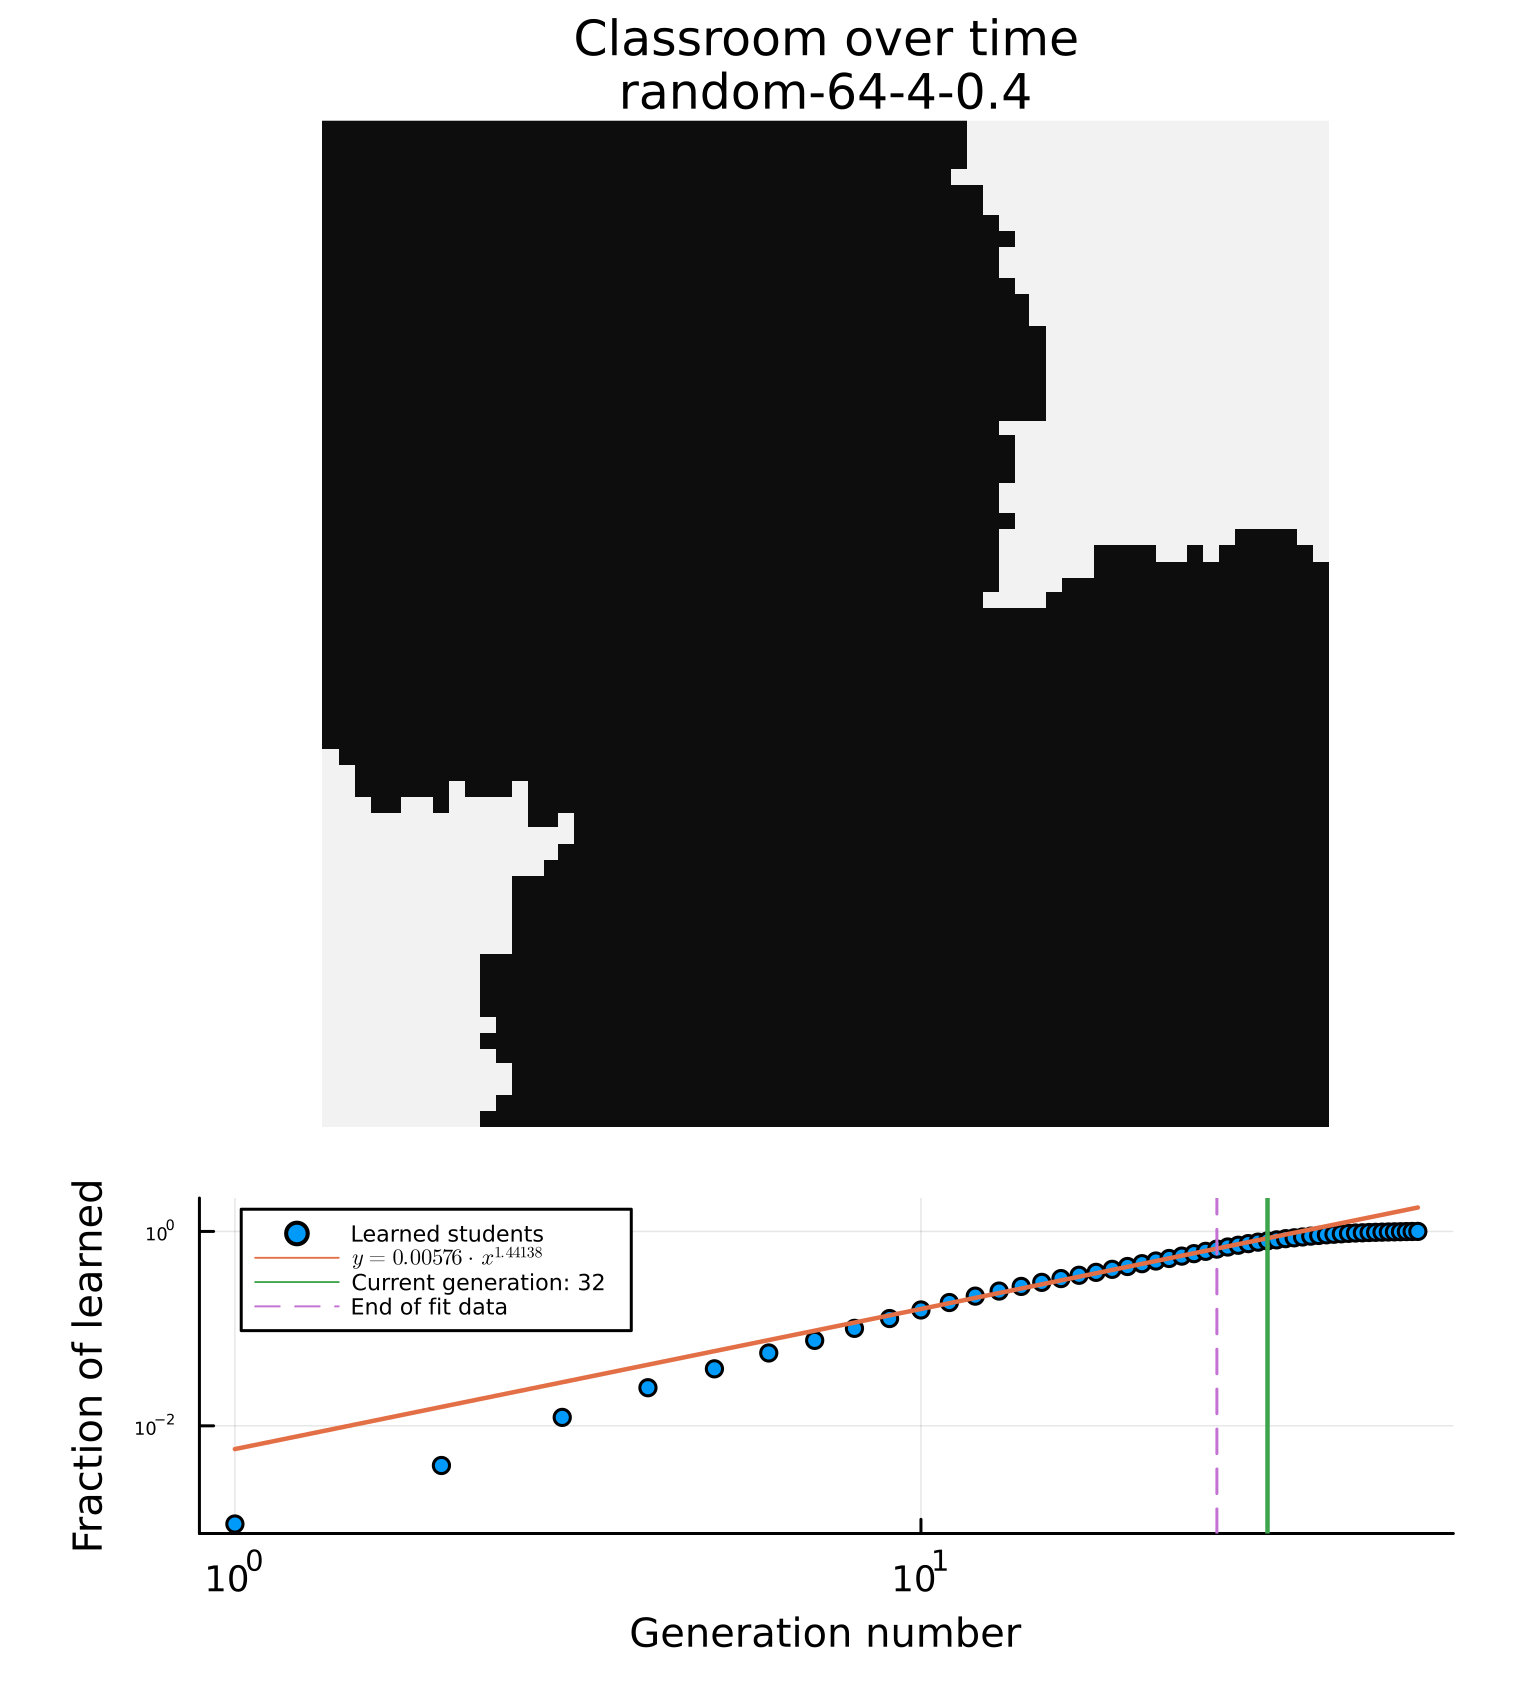 Classroom over time
random-64-4-0.4
Fraction of learned
10^0
10^-2
Learned students
y = 0.00576 · x^1.44138
Current generation: 32
End of fit data
10^0
10^1
Generation number